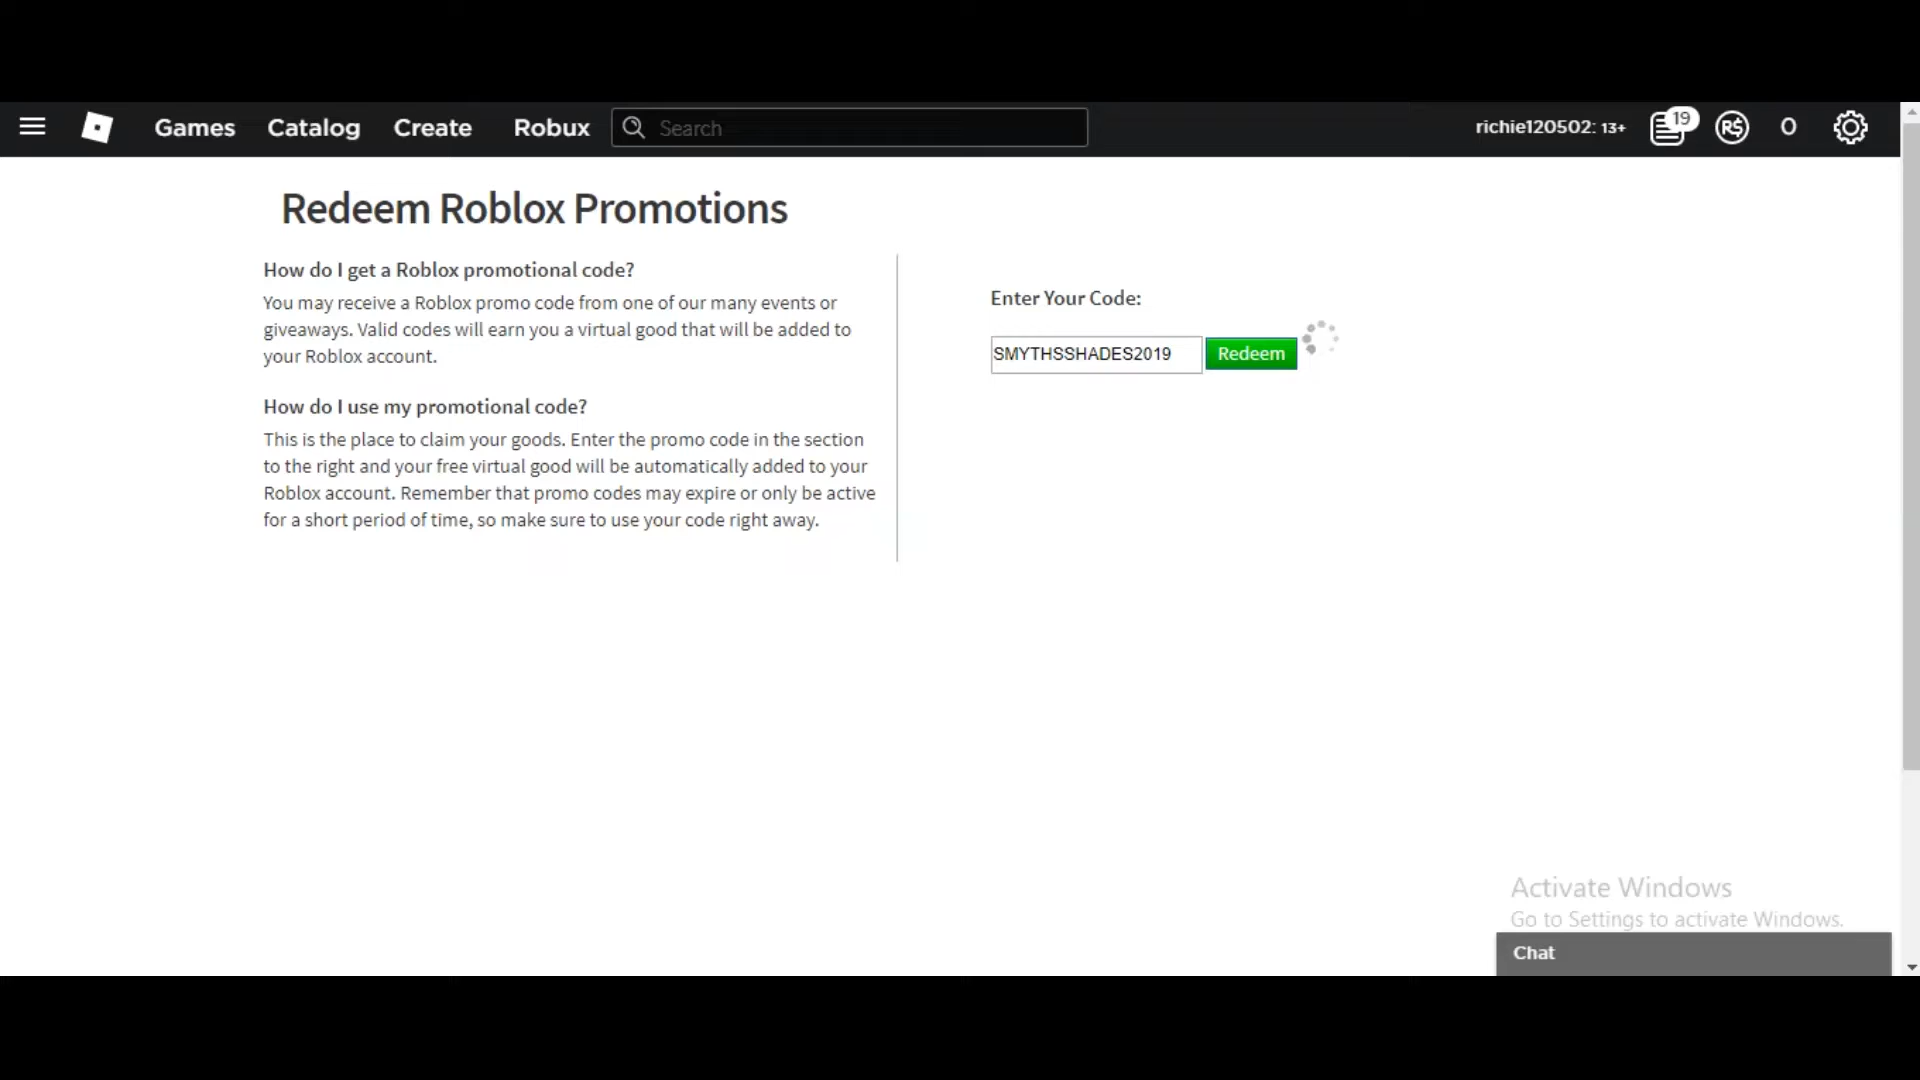 Games Catalog Create Robux Search richie120502: 13+ 19 R$ 0
Redeem Roblox Promotions
How do I get a Roblox promotional code?
You may receive a Roblox promo code from one of our many events or
giveaways. Valid codes will earn you a virtual good that will be added to
your Roblox account.
How do I use my promotional code?
This is the place to claim your goods. Enter the promo code in the section
to the right and your free virtual good will be automatically added to your
Roblox account. Remember that promo codes may expire or only be active
for a short period of time, so make sure to use your code right away.
Enter Your Code:
SMYTHSSHADES2019 Redeem
Activate Windows
Go to Settings to activate Windows.
Chat